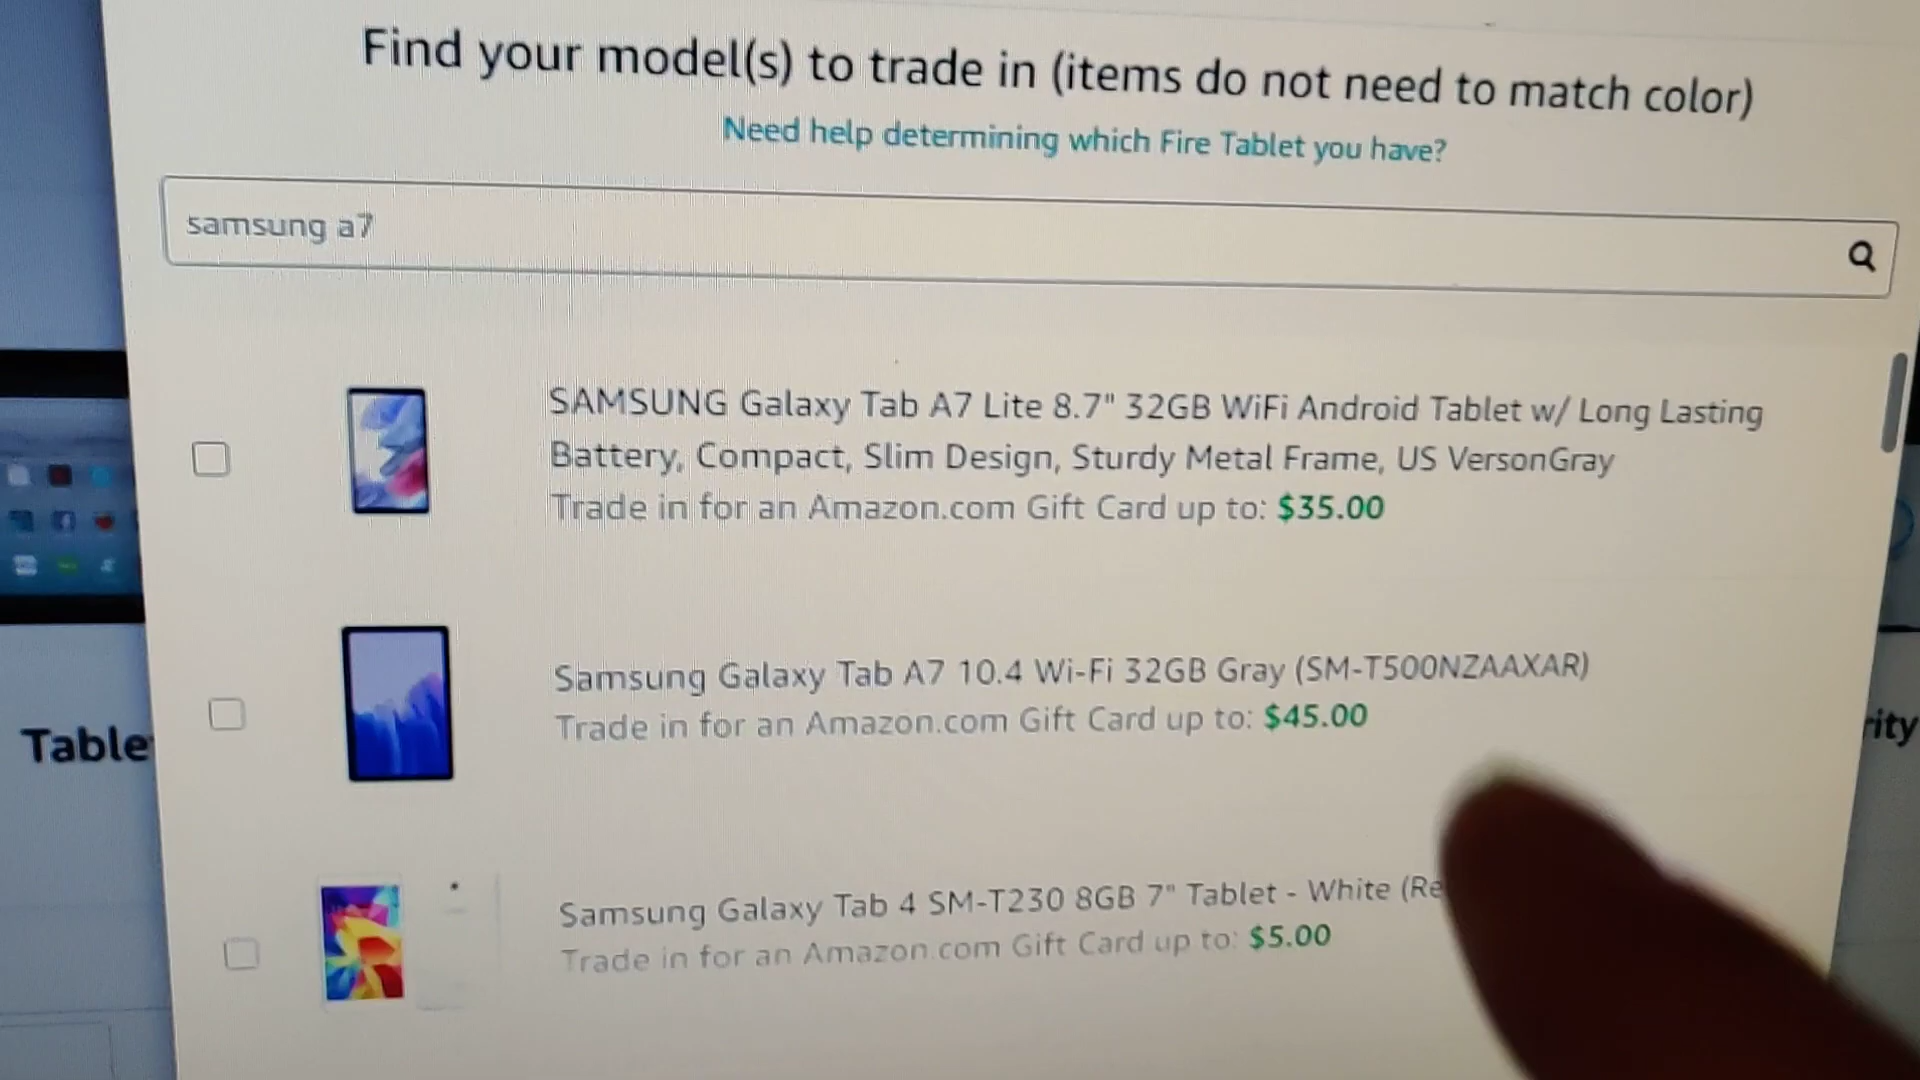 Find your model(s) to trade in (items do not need to match color)
Need help determining which Fire Tablet you have?
samsung a7
SAMSUNG Galaxy Tab A7 Lite 8.7" 32GB WiFi Android Tablet w/ Long Lasting
Battery, Compact, Slim Design, Sturdy Metal Frame, US VersonGray
Trade in for an Amazon.com Gift Card up to: $35.00
Samsung Galaxy Tab A7 10.4 Wi-Fi 32GB Gray (SM-T500NZAAXAR)
Trade in for an Amazon.com Gift Card up to: $45.00
Table
rity
Samsung Galaxy Tab 4 SM-T230 8GB 7" Tablet - White (Re
Trade in for an Amazon.com Gift Card up to: $5.00